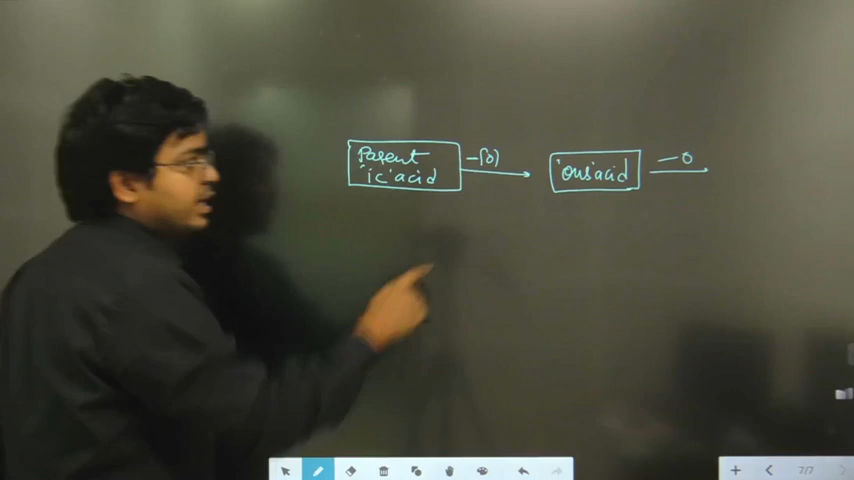 Parent
'ic' acid
–[O]
'ous' acid
–O
7/7